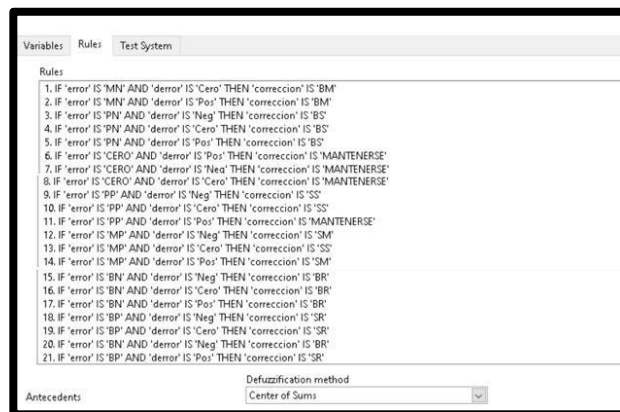 Variables Rules Test System
Rules
1. IF 'error' IS 'MN' AND 'derror' IS 'Cero' THEN 'correccion' IS 'BM'
2. IF 'error' IS 'MN' AND 'derror' IS 'Pos' THEN 'correccion' IS 'BM'
3. IF 'error' IS 'PN' AND 'derror' IS 'Neg' THEN 'correccion' IS 'BS'
4. IF 'error' IS 'PN' AND 'derror' IS 'Cero' THEN 'correccion' IS 'BS'
5. IF 'error' IS 'PN' AND 'derror' IS 'Pos' THEN 'correccion' IS 'BS'
6. IF 'error' IS 'CERO' AND 'derror' IS 'Pos' THEN 'correccion' IS 'MANTENERSE'
7. IF 'error' IS 'CERO' AND 'derror' IS 'Neg' THEN 'correccion' IS 'MANTENERSE'
8. IF 'error' IS 'CERO' AND 'derror' IS 'Cero' THEN 'correccion' IS 'MANTENERSE'
9. IF 'error' IS 'PP' AND 'derror' IS 'Neg' THEN 'correccion' IS 'SS'
10. IF 'error' IS 'PP' AND 'derror' IS 'Cero' THEN 'correccion' IS 'SS'
11. IF 'error' IS 'PP' AND 'derror' IS 'Pos' THEN 'correccion' IS 'MANTENERSE'
12. IF 'error' IS 'MP' AND 'derror' IS 'Neg' THEN 'correccion' IS 'SM'
13. IF 'error' IS 'MP' AND 'derror' IS 'Cero' THEN 'correccion' IS 'SS'
14. IF 'error' IS 'MP' AND 'derror' IS 'Pos' THEN 'correccion' IS 'SM'
15. IF 'error' IS 'BN' AND 'derror' IS 'Neg' THEN 'correccion' IS 'BR'
16. IF 'error' IS 'BN' AND 'derror' IS 'Cero' THEN 'correccion' IS 'BR'
17. IF 'error' IS 'BN' AND 'derror' IS 'Pos' THEN 'correccion' IS 'BR'
18. IF 'error' IS 'BP' AND 'derror' IS 'Neg' THEN 'correccion' IS 'SR'
19. IF 'error' IS 'BP' AND 'derror' IS 'Cero' THEN 'correccion' IS 'SR'
20. IF 'error' IS 'BN' AND 'derror' IS 'Neg' THEN 'correccion' IS 'BR'
21. IF 'error' IS 'BP' AND 'derror' IS 'Pos' THEN 'correccion' IS 'SR'
Defuzzification method
Antecedents Center of Sums